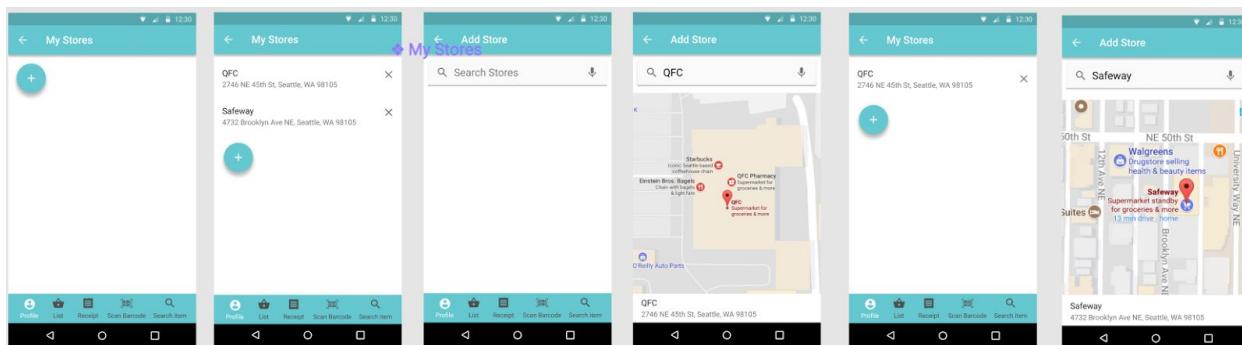 12:30
My Stores
Profile
List
Receipt
Scan Barcode
Search item
12:30
My Stores
QFC
2746 NE 45th St, Seattle, WA 98105
Safeway
4732 Brooklyn Ave NE, Seattle, WA 98105
Profile
List
Receipt
Scan Barcode
Search item
My Stores
12:30
Add Store
Search Stores
Profile
List
Receipt
Scan Barcode
Search item
12:30
Add Store
QFC
Starbucks
Iconic Seattle-based
coffeehouse chain
Einstein Bros. Bagels
Chain with bagels
& light fare
QFC Pharmacy
Supermarket for
groceries & more
QFC
Supermarket for
groceries & more
O'Reilly Auto Parts
QFC
2746 NE 45th St, Seattle, WA 98105
12:30
My Stores
QFC
2746 NE 45th St, Seattle, WA 98105
Profile
List
Receipt
Scan Barcode
Search item
12:30
Add Store
Safeway
50th St
NE 50th St
12th Ave NE
Walgreens
Drugstore selling
health & beauty items
University Way NE
Safeway
Supermarket standby
for groceries & more
13 min drive - home
Suites
Brooklyn Ave N
Safeway
4732 Brooklyn Ave NE, Seattle, WA 98105